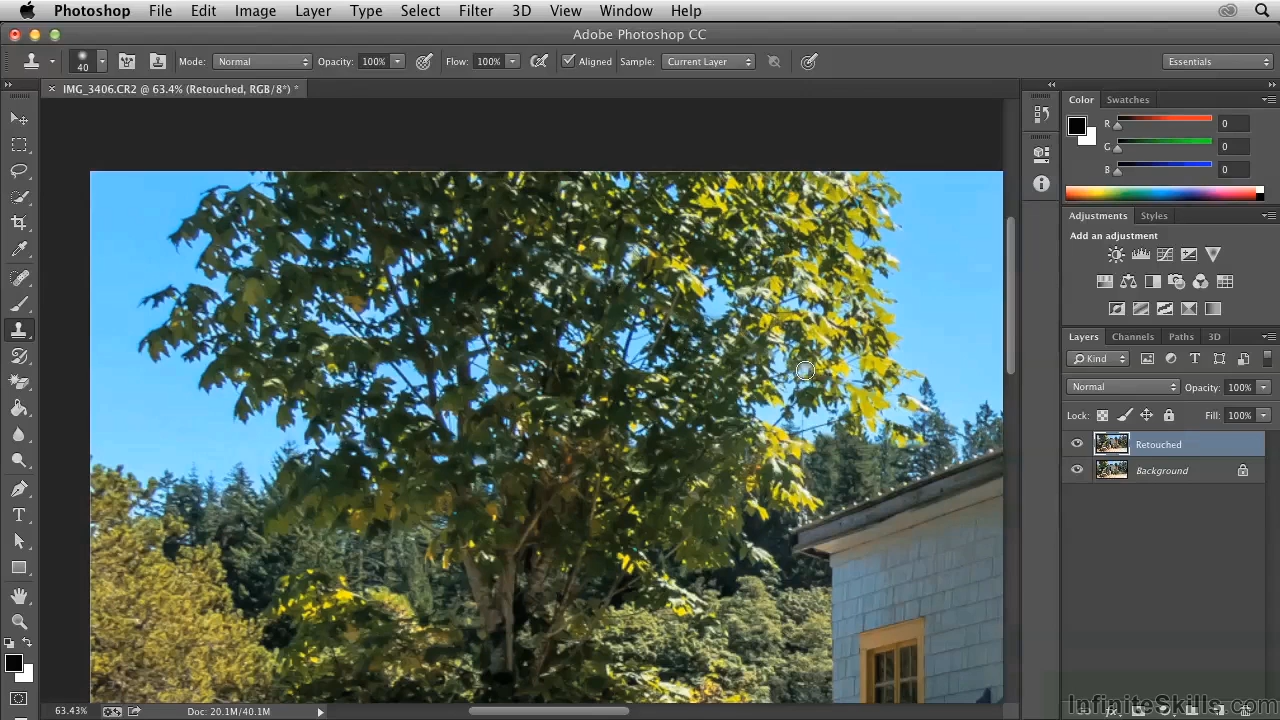 Photoshop File Edit Image Layer Type Select Filter 3D View Window Help
Adobe Photoshop CC
40 Mode: Normal Opacity: 100% Flow: 100% Aligned Sample: Current Layer Essentials
IMG_3406.CR2 @ 63.4% (Retouched, RGB/8*) *
Color Swatches
R 0
G 0
B 0
Adjustments Styles
Add an adjustment
Layers Channels Paths 3D
Kind
Normal Opacity: 100%
Lock: Fill: 100%
Retouched
Background
63.43% Doc: 20.1M/40.1M
InfiniteSkills.com